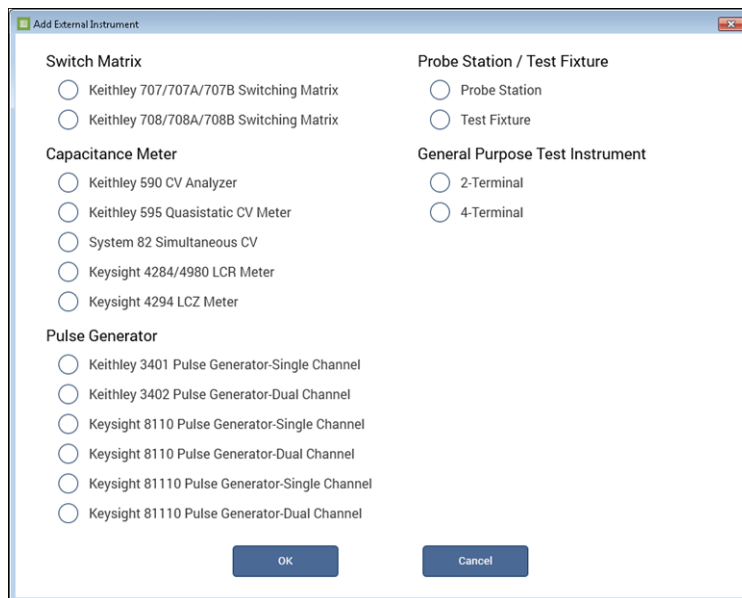 Add External Instrument
Switch Matrix
Keithley 707/707A/707B Switching Matrix
Keithley 708/708A/708B Switching Matrix
Capacitance Meter
Keithley 590 CV Analyzer
Keithley 595 Quasistatic CV Meter
System 82 Simultaneous CV
Keysight 4284/4980 LCR Meter
Keysight 4294 LCZ Meter
Pulse Generator
Keithley 3401 Pulse Generator-Single Channel
Keithley 3402 Pulse Generator-Dual Channel
Keysight 8110 Pulse Generator-Single Channel
Keysight 8110 Pulse Generator-Dual Channel
Keysight 81110 Pulse Generator-Single Channel
Keysight 81110 Pulse Generator-Dual Channel
Probe Station / Test Fixture
Probe Station
Test Fixture
General Purpose Test Instrument
2-Terminal
4-Terminal
OK
Cancel